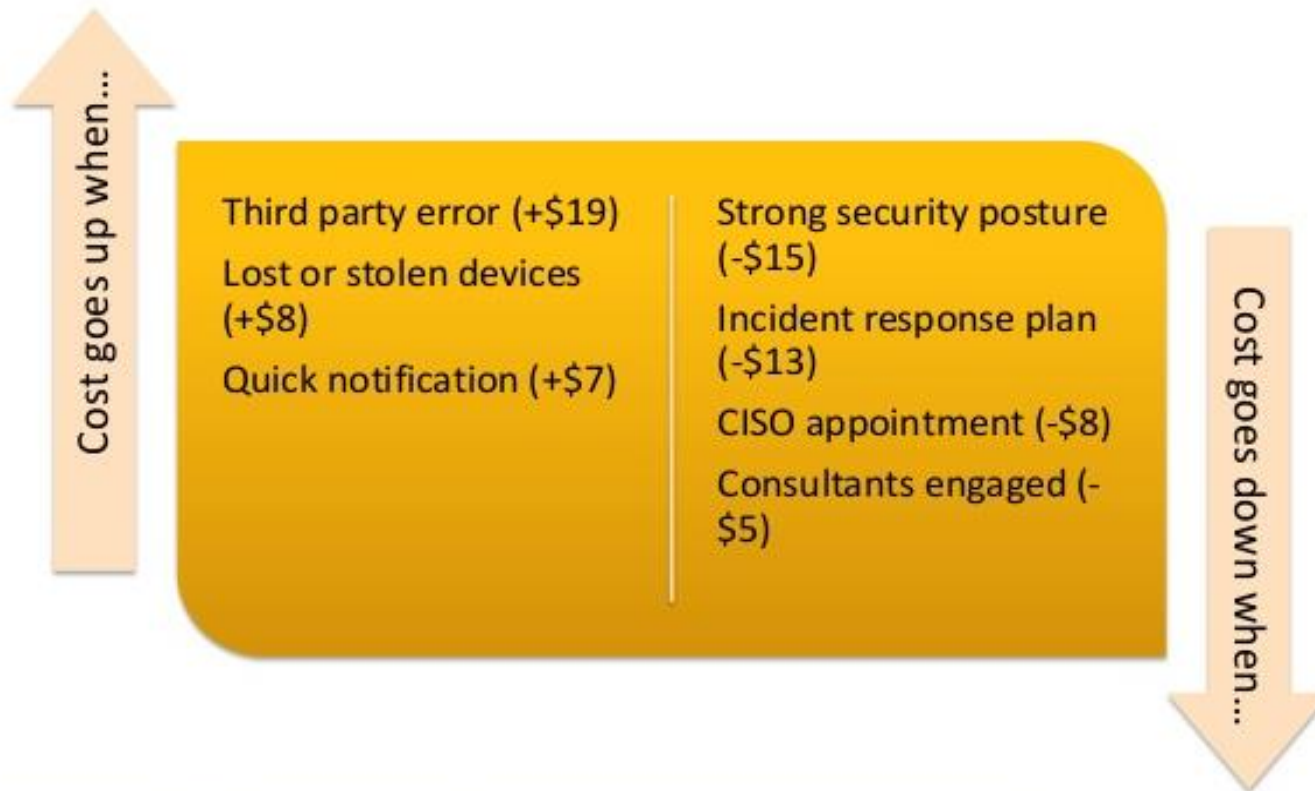 Cost goes up when...
Third party error (+$19)
Lost or stolen devices
(+$8)
Quick notification (+$7)
Strong security posture
(-$15)
Incident response plan
(-$13)
CISO appointment (-$8)
Consultants engaged (-
$5)
Cost goes down when...